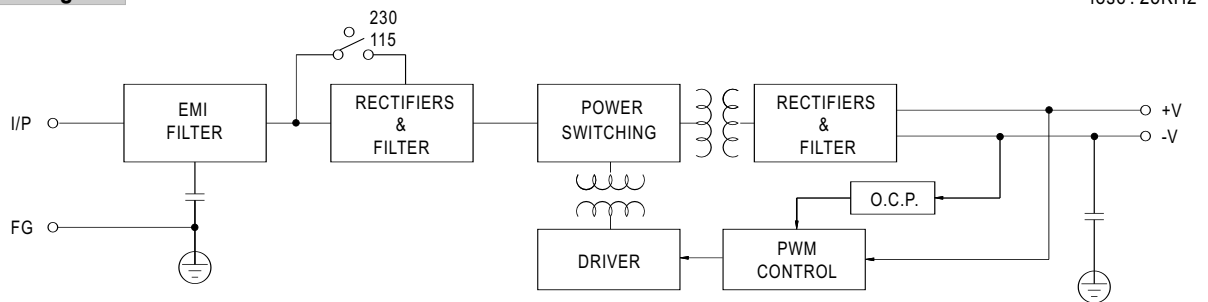 230
115
I/P
EMI
FILTER
RECTIFIERS
&
FILTER
POWER
SWITCHING
RECTIFIERS
&
FILTER
+V
-V
O.C.P.
FG
DRIVER
PWM
CONTROL